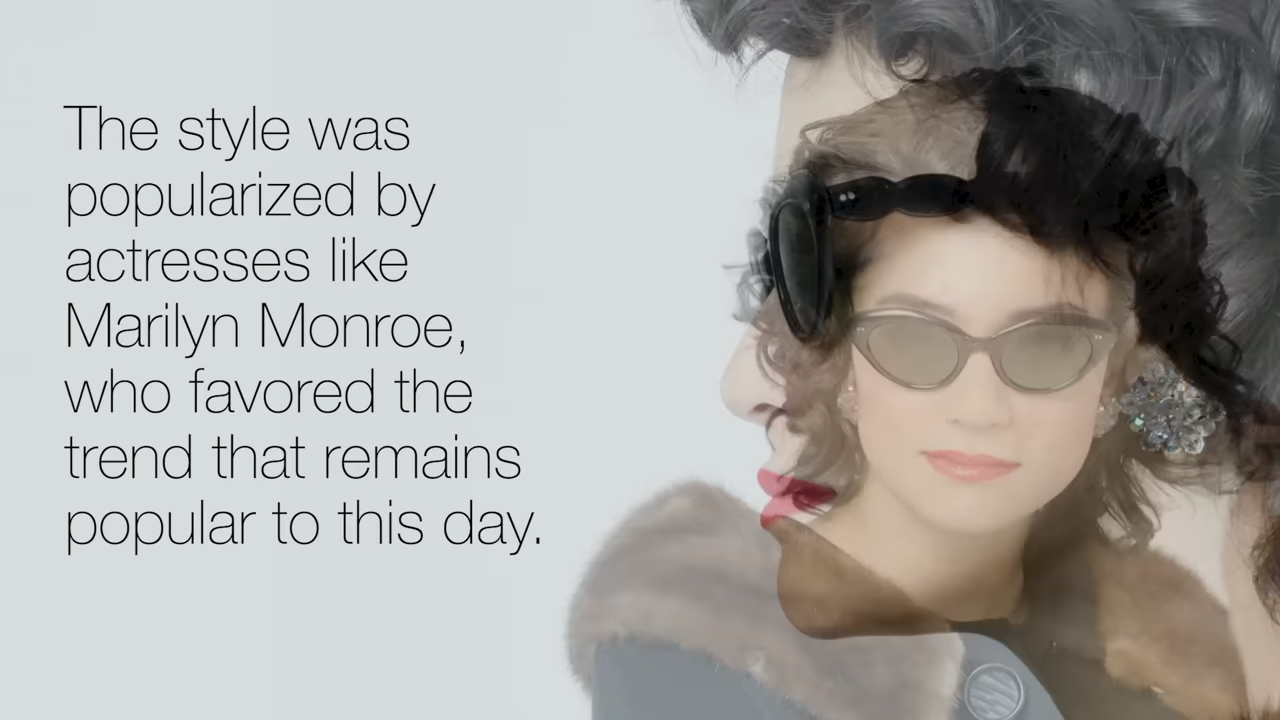 The style was
popularized by
actresses like
Marilyn Monroe,
who favored the
trend that remains
popular to this day.